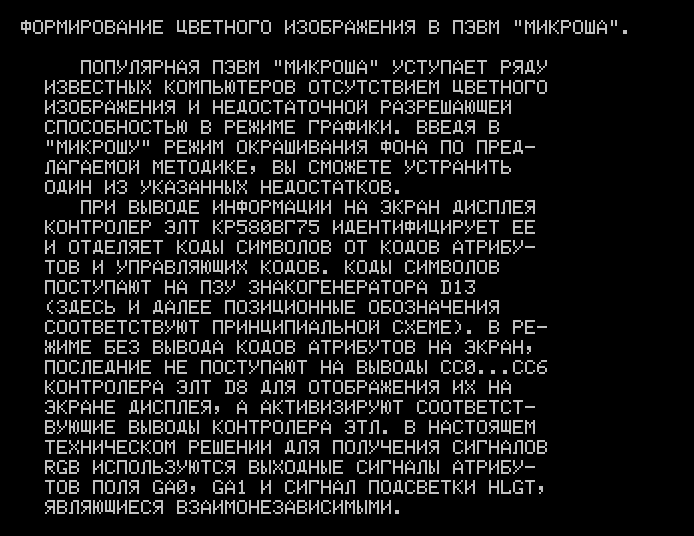 ФОРМИРОВАНИЕ ЦВЕТНОГО ИЗОБРАЖЕНИЯ В ПЭВМ "МИКРОША".
ПОПУЛЯРНАЯ ПЭВМ "МИКРОША" УСТУПАЕТ РЯДУ
ИЗВЕСТНЫХ КОМПЬЮТЕРОВ ОТСУТСТВИЕМ ЦВЕТНОГО
ИЗОБРАЖЕНИЯ И НЕДОСТАТОЧНОЙ РАЗРЕШАЮЩЕЙ
СПОСОБНОСТЬЮ В РЕЖИМЕ ГРАФИКИ. ВВЕДЯ В
"МИКРОШУ" РЕЖИМ ОКРАШИВАНИЯ ФОНА ПО ПРЕД-
ЛАГАЕМОЙ МЕТОДИКЕ, ВЫ СМОЖЕТЕ УСТРАНИТЬ
ОДИН ИЗ УКАЗАННЫХ НЕДОСТАТКОВ.
ПРИ ВЫВОДЕ ИНФОРМАЦИИ НА ЭКРАН ДИСПЛЕЯ
КОНТРОЛЕР ЭЛТ КР580ВГ75 ИДЕНТИФИЦИРУЕТ ЕЕ
И ОТДЕЛЯЕТ КОДЫ СИМВОЛОВ ОТ КОДОВ АТРИБУ-
ТОВ И УПРАВЛЯЮЩИХ КОДОВ. КОДЫ СИМВОЛОВ
ПОСТУПАЮТ НА ПЗУ ЗНАКОГЕНЕРАТОРА D13
(ЗДЕСЬ И ДАЛЕЕ ПОЗИЦИОННЫЕ ОБОЗНАЧЕНИЯ
СООТВЕТСТВУЮТ ПРИНЦИПИАЛЬНОЙ СХЕМЕ). В РЕ-
ЖИМЕ БЕЗ ВЫВОДА КОДОВ АТРИБУТОВ НА ЭКРАН,
ПОСЛЕДНИЕ НЕ ПОСТУПАЮТ НА ВЫВОДЫ CC0...CC6
КОНТРОЛЕРА ЭЛТ D8 ДЛЯ ОТОБРАЖЕНИЯ ИХ НА
ЭКРАНЕ ДИСПЛЕЯ, А АКТИВИЗИРУЮТ СООТВЕТСТ-
ВУЮЩИЕ ВЫВОДЫ КОНТРОЛЕРА ЭТЛ. В НАСТОЯЩЕМ
ТЕХНИЧЕСКОМ РЕШЕНИИ ДЛЯ ПОЛУЧЕНИЯ СИГНАЛОВ
RGB ИСПОЛЬЗУЮТСЯ ВЫХОДНЫЕ СИГНАЛЫ АТРИБУ-
ТОВ ПОЛЯ GA0, GA1 И СИГНАЛ ПОДСВЕТКИ HLGT,
ЯВЛЯЮЩИЕСЯ ВЗАИМОНЕЗАВИСИМЫМИ.